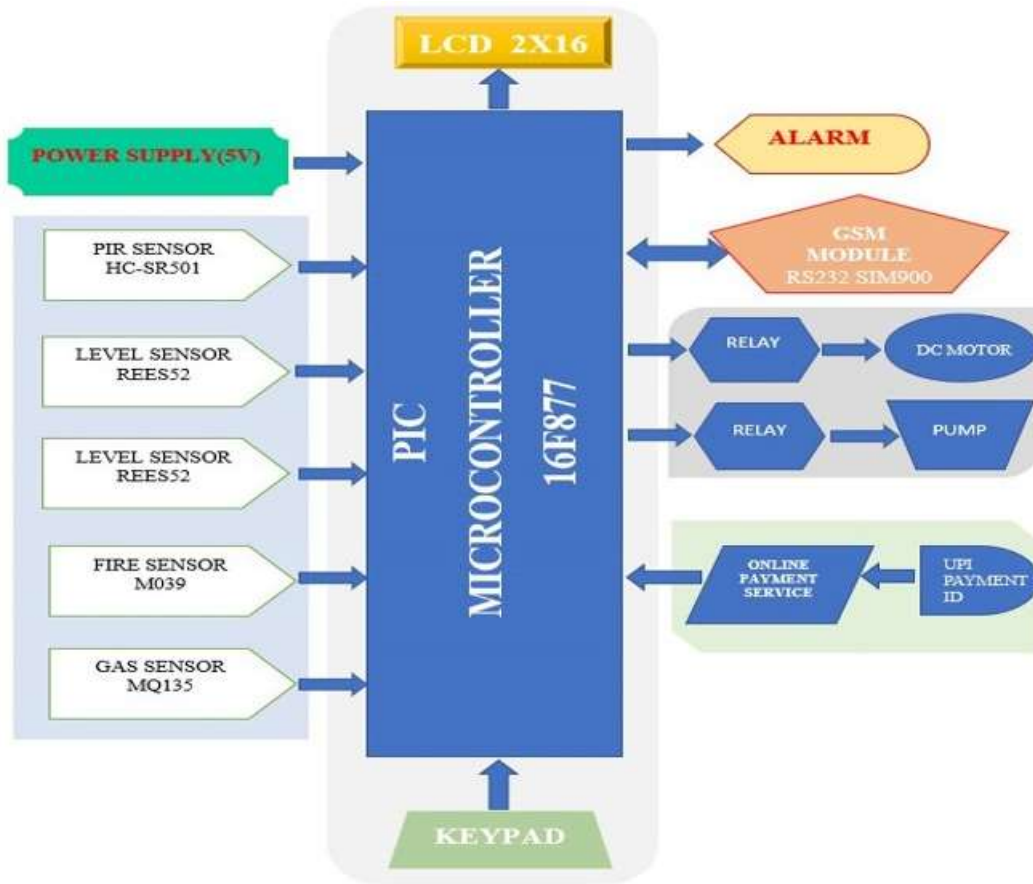 LCD 2X16
POWER SUPPLY(5V)
PIR SENSOR
HC-SR501
LEVEL SENSOR
REES52
LEVEL SENSOR
REES52
FIRE SENSOR
M039
GAS SENSOR
MQ135
PIC
MICROCONTROLLER
16F877
ALARM
GSM
MODULE
RS232 SIM900
RELAY
DC MOTOR
RELAY
PUMP
ONLINE
PAYMENT
SERVICE
UPI
PAYMENT
ID
KEYPAD